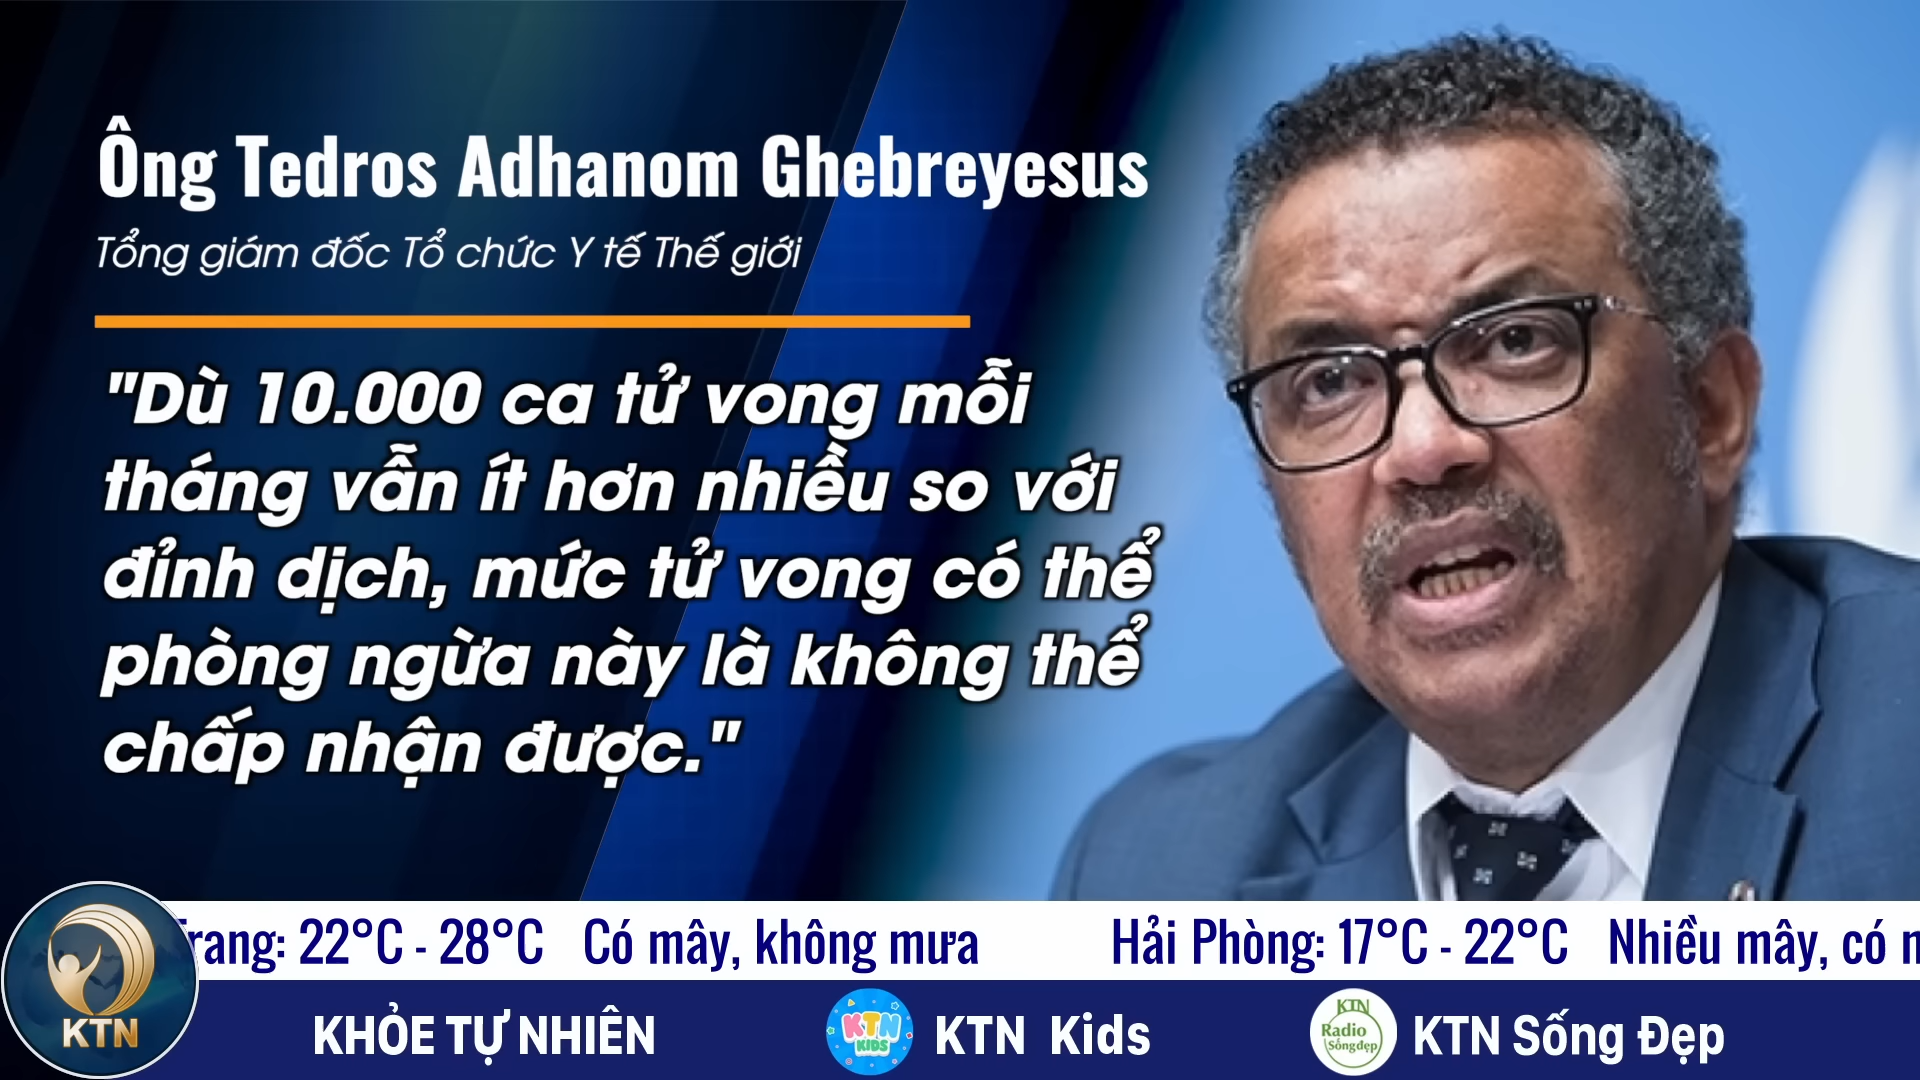 Ông Tedros Adhanom Ghebreyesus
Tổng giám đốc Tổ chức Y tế Thế giới
"Dù 10.000 ca tử vong mỗi
tháng vẫn ít hơn nhiều so với
đỉnh dịch, mức tử vong có thể
phòng ngừa này là không thể
chấp nhận được."
Trang: 22°C - 28°C Có mây, không mưa Hải Phòng: 17°C - 22°C Nhiều mây, có
KTN
KHỎE TỰ NHIÊN
KTN
KIDS
KTN Kids
KTN
Radio
Sống đẹp
KTN Sống Đẹp